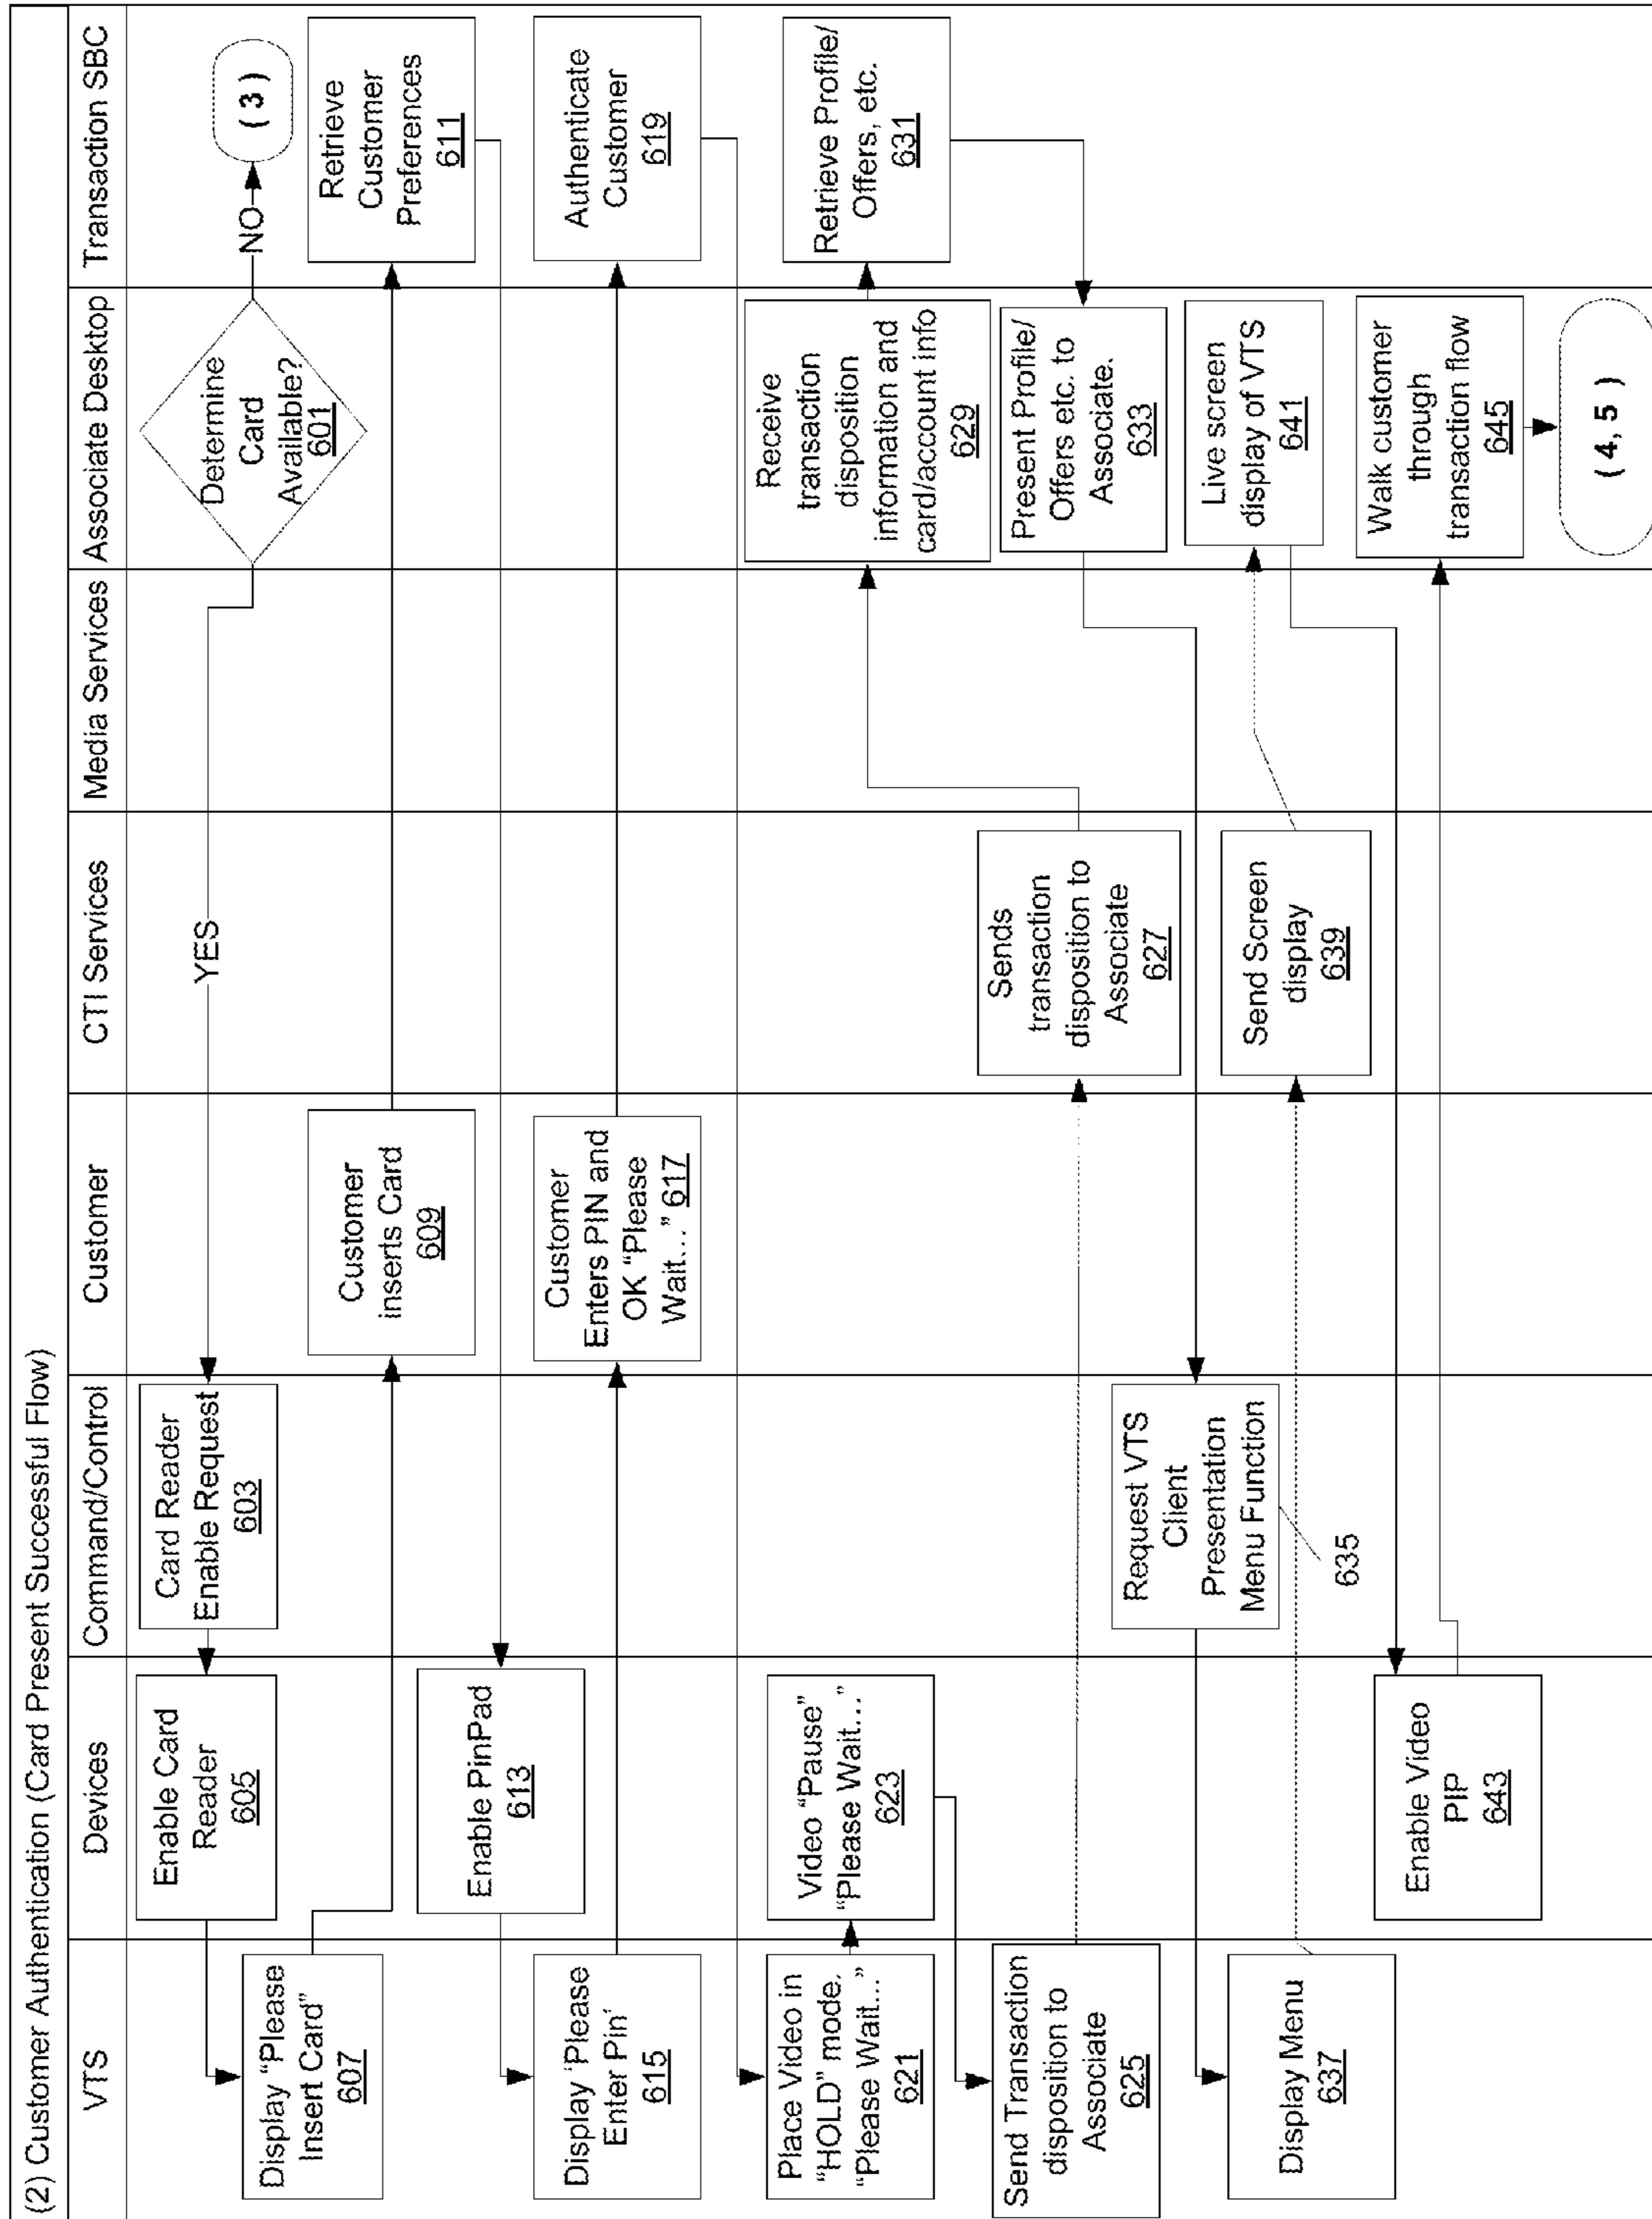 (2) Customer Authentication (Card Present Successful Flow)
VTS
Devices
Command/Control
Customer
CTI Services
Media Services
Associate Desktop
Transaction SBC
Determine
Card
Available?
601
NO
( 3 )
YES
Card Reader
Enable Request
603
Enable Card
Reader
605
Display “Please
Insert Card”
607
Customer
inserts Card
609
Retrieve
Customer
Preferences
611
Enable PinPad
613
Display ‘Please
Enter Pin’
615
Customer
Enters PIN and
OK “Please
Wait...” 617
Authenticate
Customer
619
Place Video in
“HOLD” mode.
“Please Wait...”
621
Video “Pause”
“Please Wait...”
623
Send Transaction
disposition to
Associate
625
Sends
transaction
disposition to
Associate
627
Receive
transaction
disposition
information and
card/account info
629
Retrieve Profile/
Offers, etc.
631
Present Profile/
Offers etc. to
Associate.
633
Request VTS
Client
Presentation
Menu Function
635
Display Menu
637
Send Screen
display
639
Live screen
display of VTS
641
Enable Video
PIP
643
Walk customer
through
transaction flow
645
( 4, 5 )